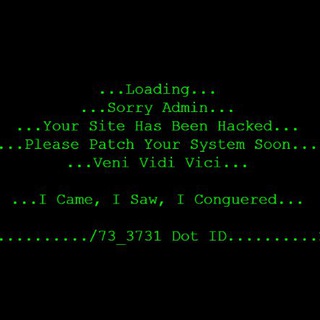 ...Loading...
...Sorry Admin...
...Your Site Has Been Hacked...
...Please Patch Your System Soon...
...Veni Vidi Vici...
...I Came, I Saw, I Conguered...
........../73_3731 Dot ID..........